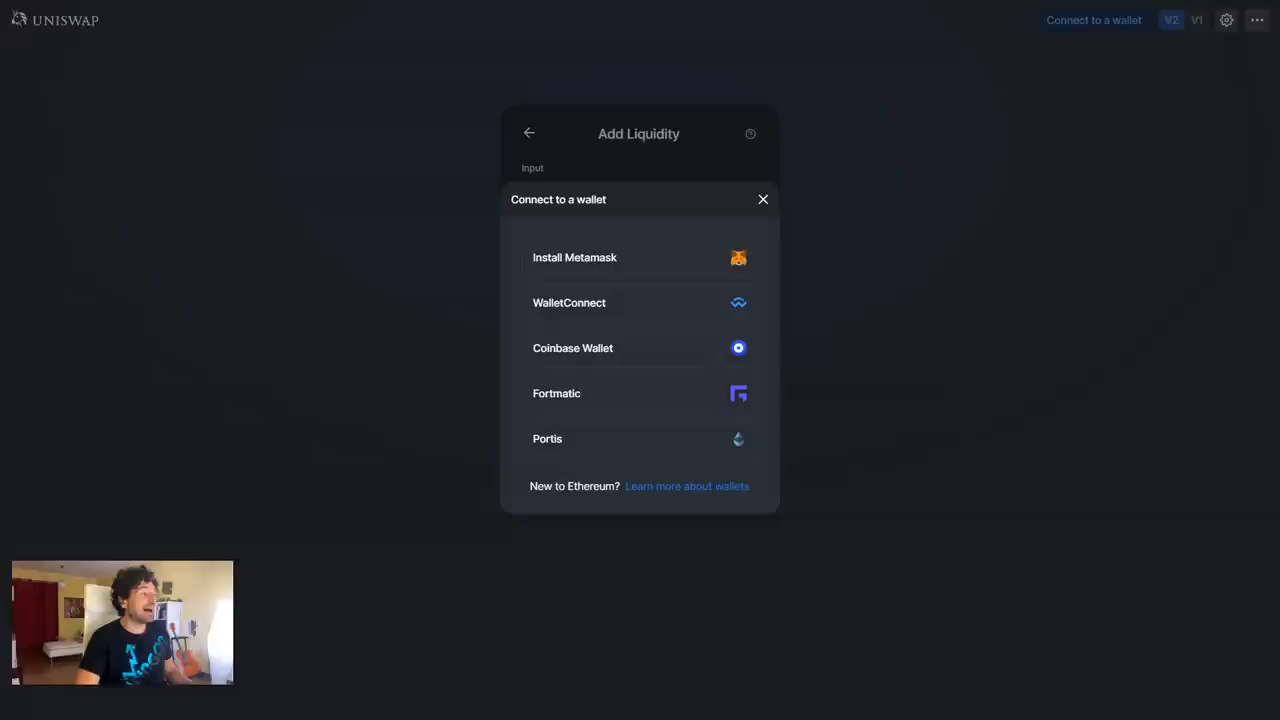 UNISWAP
Connect to a wallet
V2
V1
Add Liquidity
Input
Connect to a wallet
Install Metamask
WalletConnect
Coinbase Wallet
Fortmatic
Portis
New to Ethereum? Learn more about wallets